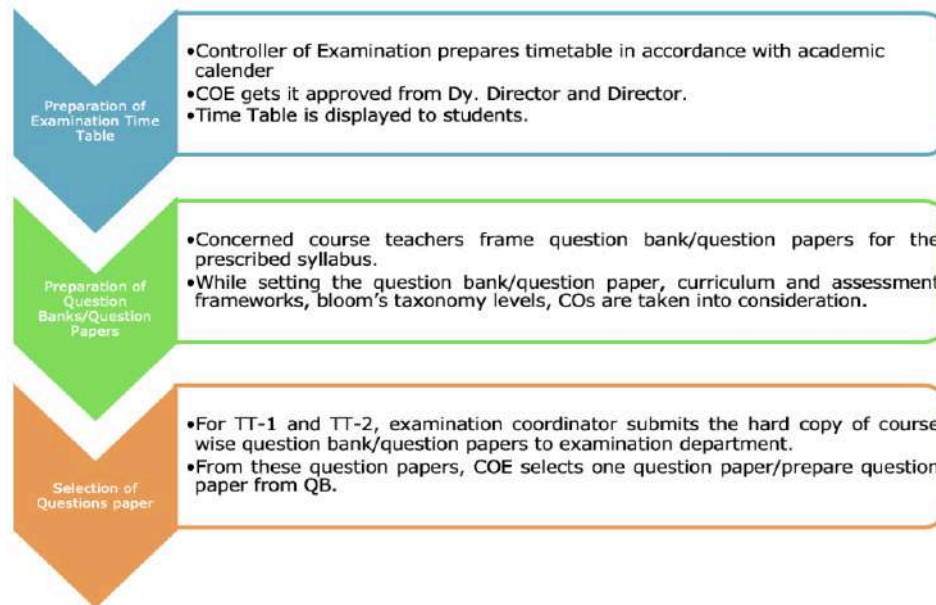 Preparation of
Examination Time
Table
•Controller of Examination prepares timetable in accordance with academic
calender
•COE gets it approved from Dy. Director and Director.
•Time Table is displayed to students.
Preparation of
Question
Banks/Question
Papers
•Concerned course teachers frame question bank/question papers for the
prescribed syllabus.
•While setting the question bank/question paper, curriculum and assessment
frameworks, bloom's taxonomy levels, COs are taken into consideration.
Selection of
Questions paper
•For TT-1 and TT-2, examination coordinator submits the hard copy of course
wise question bank/question papers to examination department.
•From these question papers, COE selects one question paper/prepare question
paper from QB.